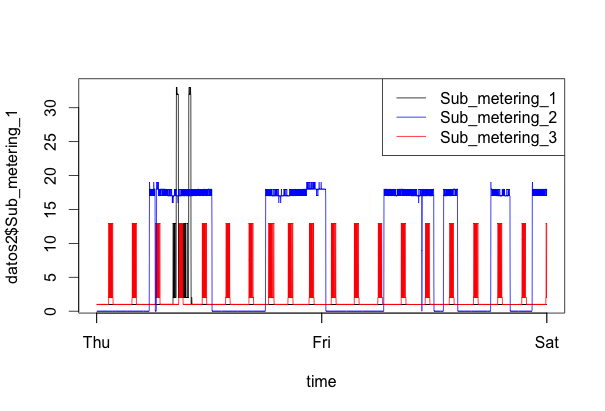 datos2$Sub_metering_1
0
5
10
15
20
25
30
Sub_metering_1
Sub_metering_2
Sub_metering_3
Thu
Fri
Sat
time